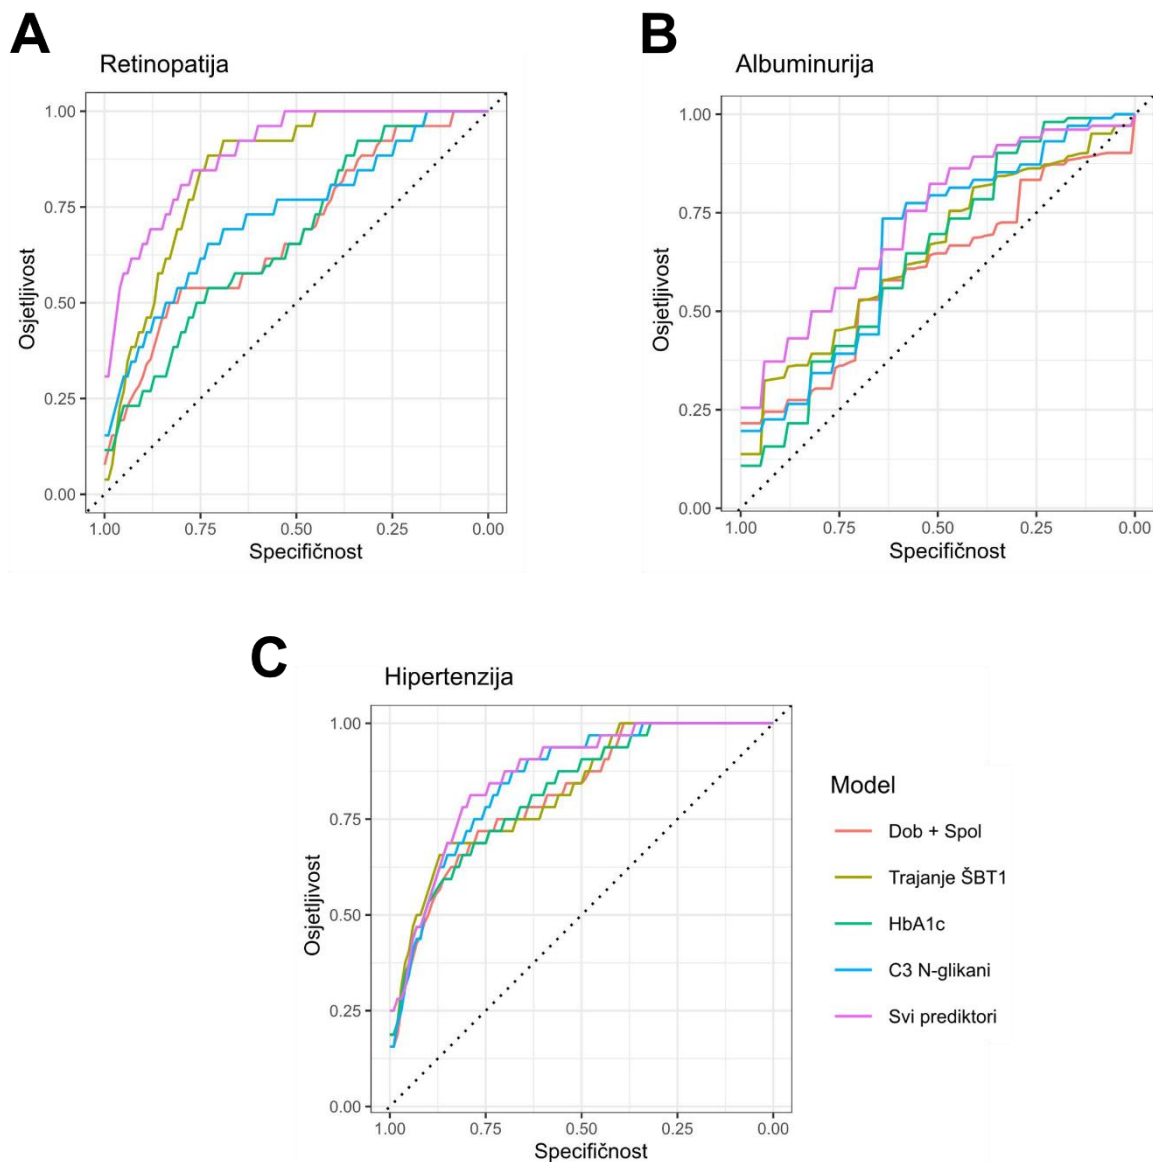 A
Retinopatija
1.00
0.75
0.50
0.25
0.00
Osjetljivost
1.00 0.75 0.50 0.25 0.00
Specifičnost
B
Albuminurija
1.00
0.75
0.50
0.25
0.00
Osjetljivost
1.00 0.75 0.50 0.25 0.00
Specifičnost
C
Hipertenzija
1.00
0.75
0.50
0.25
0.00
Osjetljivost
1.00 0.75 0.50 0.25 0.00
Specifičnost
Model
Dob + Spol
Trajanje ŠBT1
HbA1c
C3 N-glikani
Svi prediktori